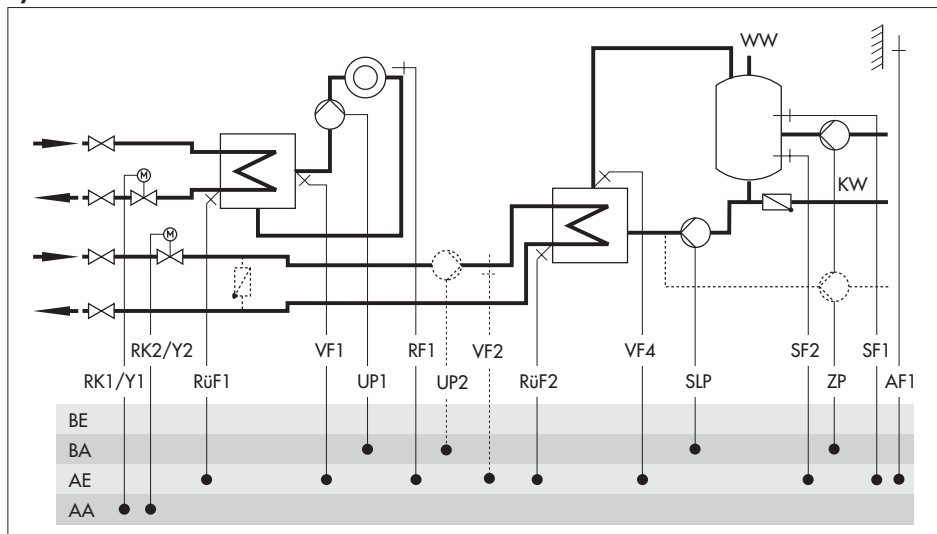 WW
M
KW
M
RK2/Y2 VF1 RF1 VF2 VF4 SF2 SF1
RK1/Y1 RüF1 UP1 UP2 RüF2 SLP ZP AF1
BE
BA
AE
AA